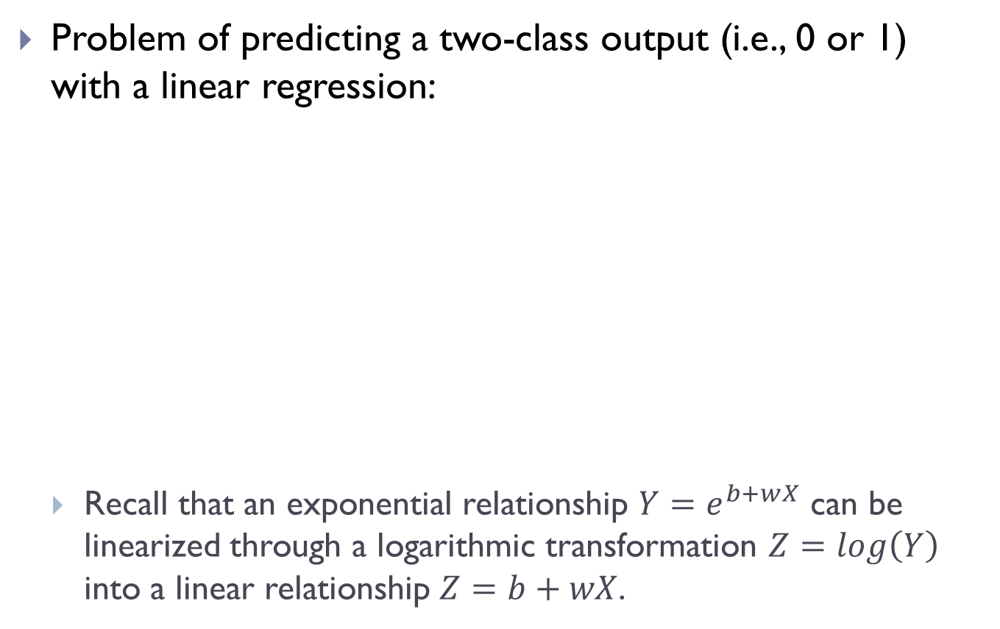 Problem of predicting a two-class output (i.e., 0 or 1)
with a linear regression:
Recall that an exponential relationship Y = e^{b+wX} can be
linearized through a logarithmic transformation Z = log(Y)
into a linear relationship Z = b + wX.